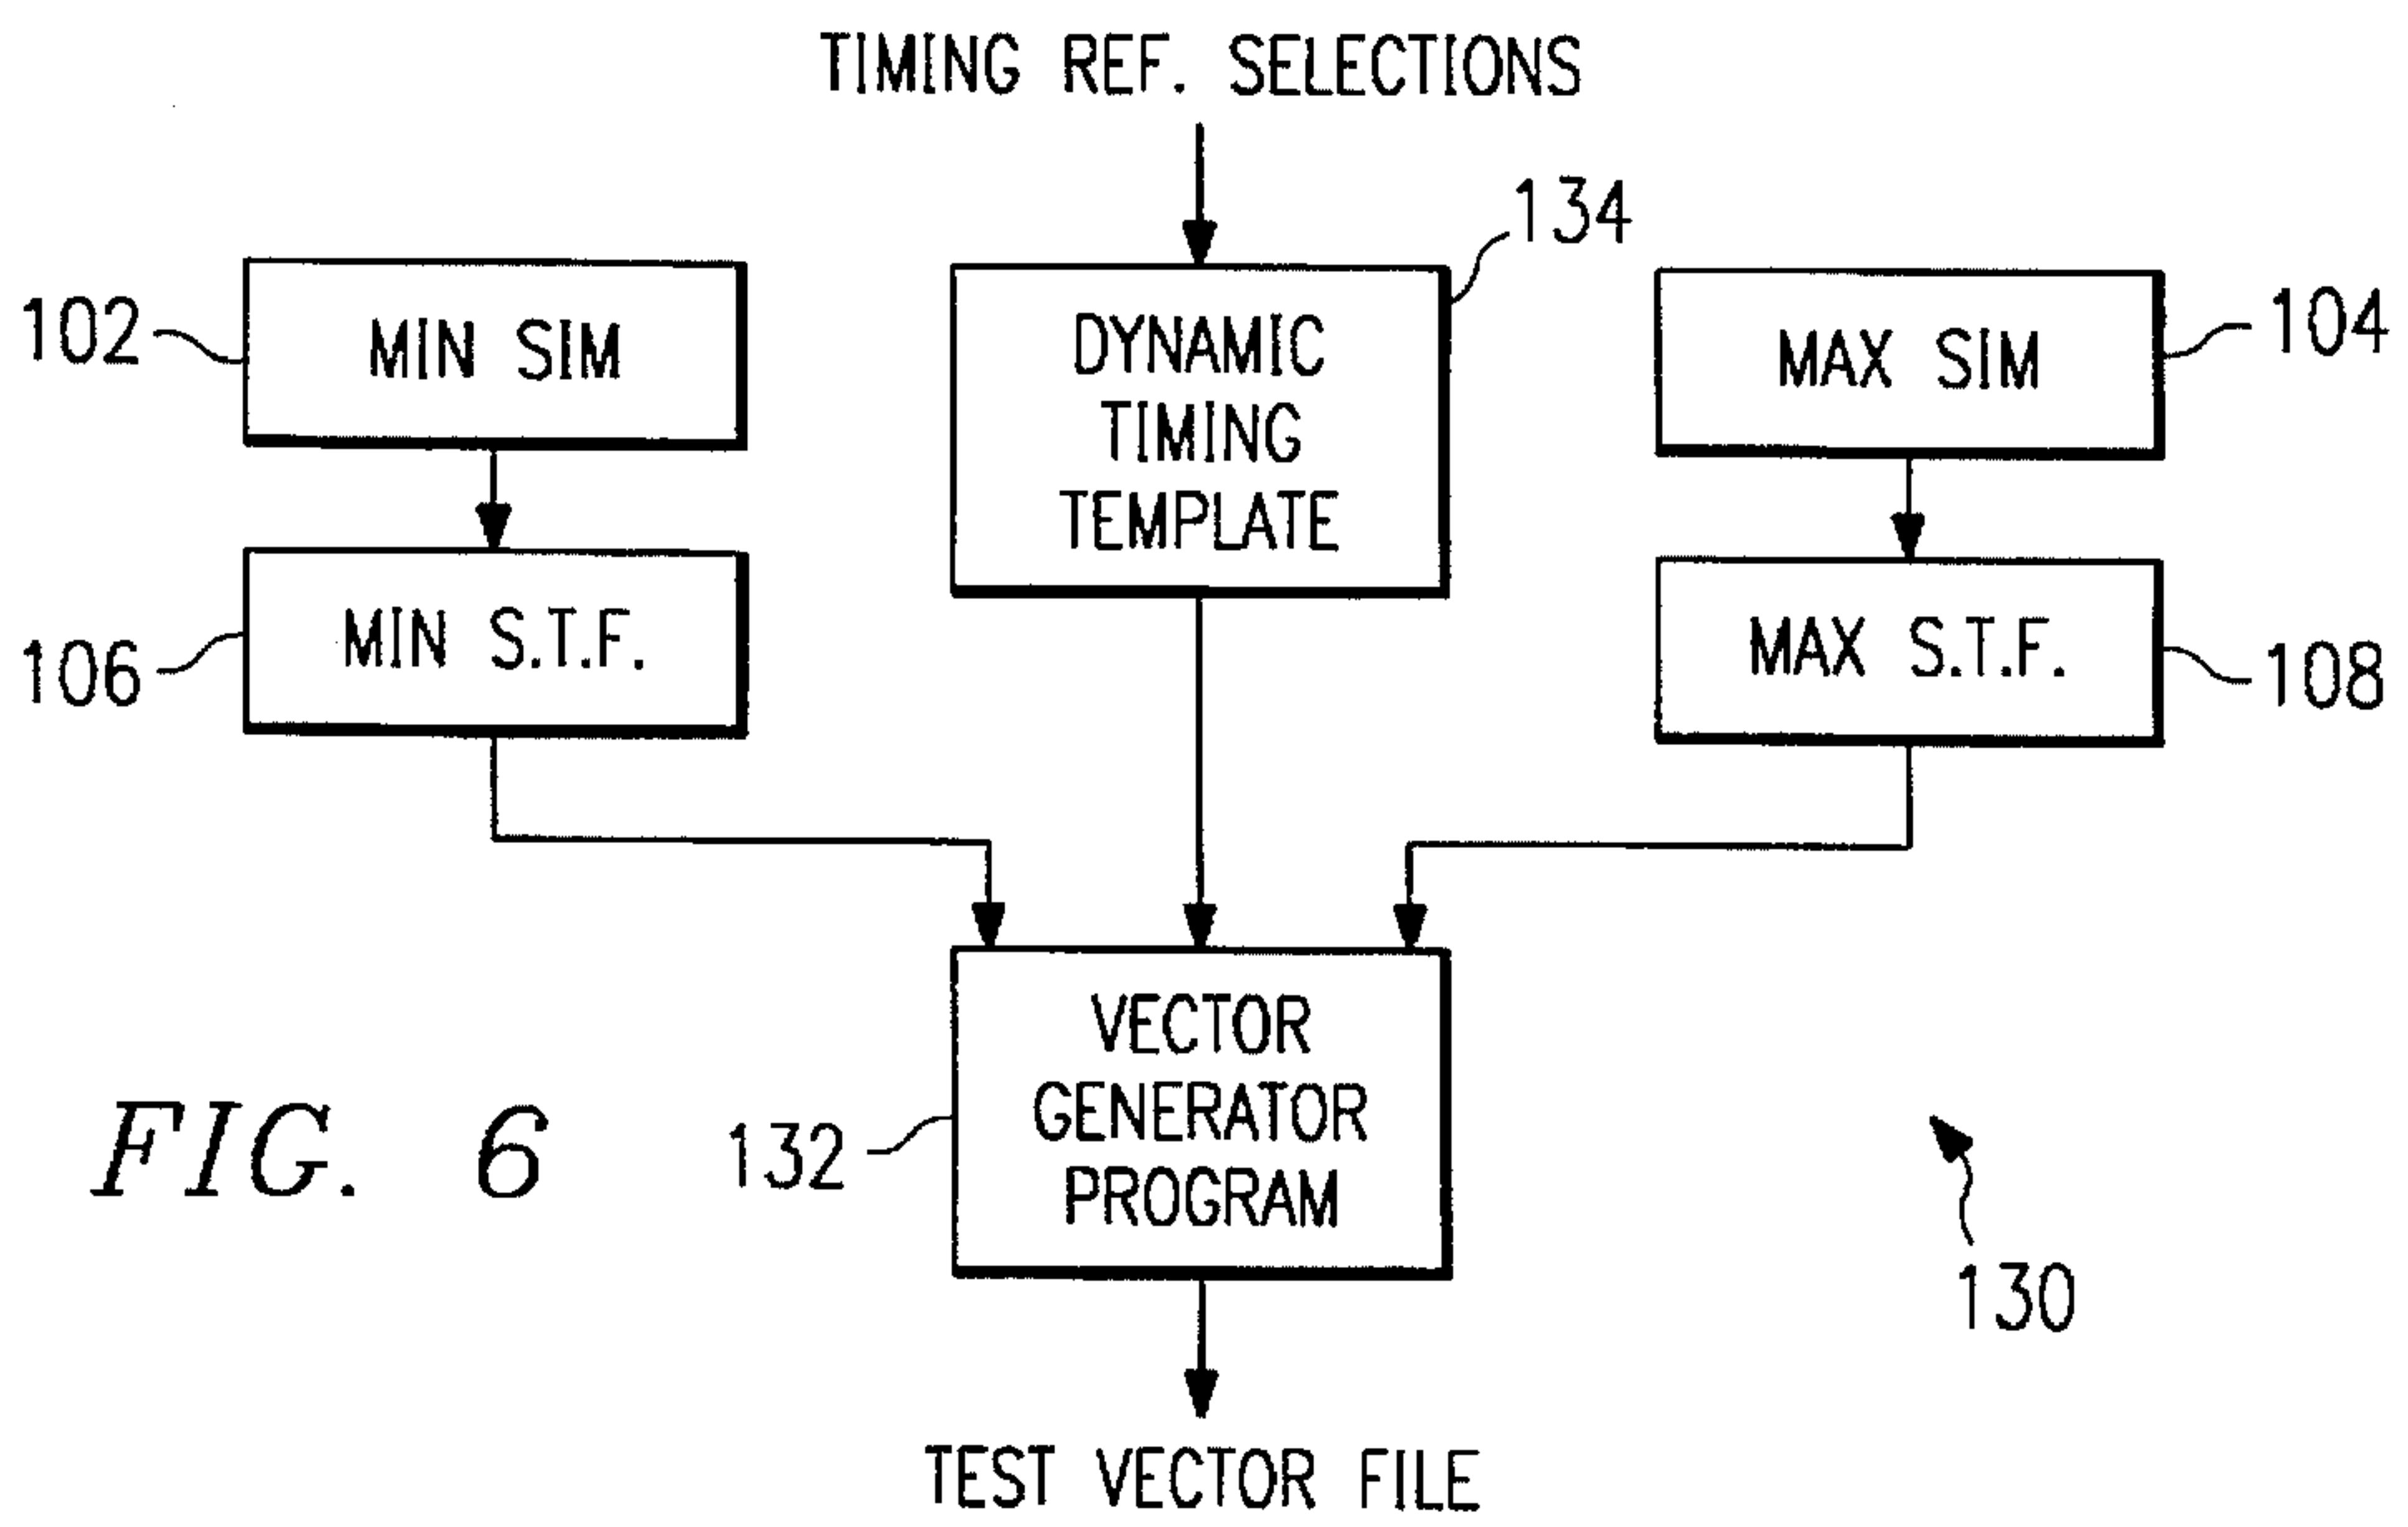 TIMING REF. SELECTIONS
134
102
MIN SIM
DYNAMIC
TIMING
TEMPLATE
MAX SIM
104
106
MIN S.T.F.
MAX S.T.F.
108
VECTOR
GENERATOR
PROGRAM
132
FIG. 6
130
TEST VECTOR FILE